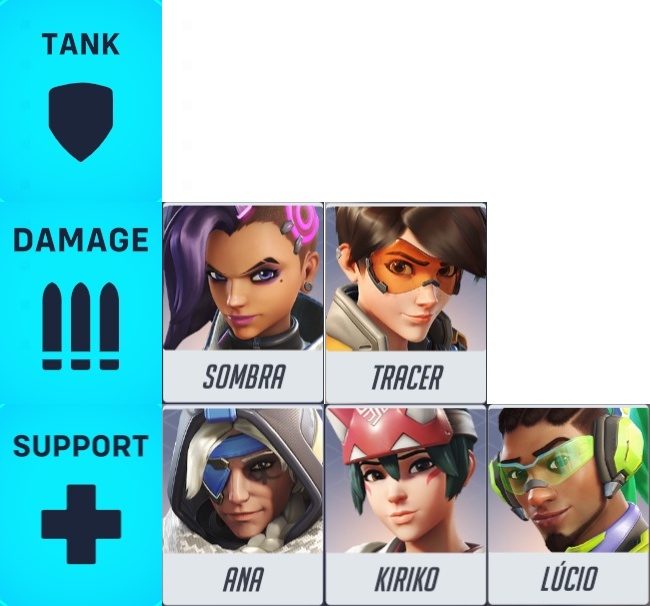 TANK
DAMAGE
SOMBRA
TRACER
SUPPORT
ANA
KIRIKO
LÚCIO